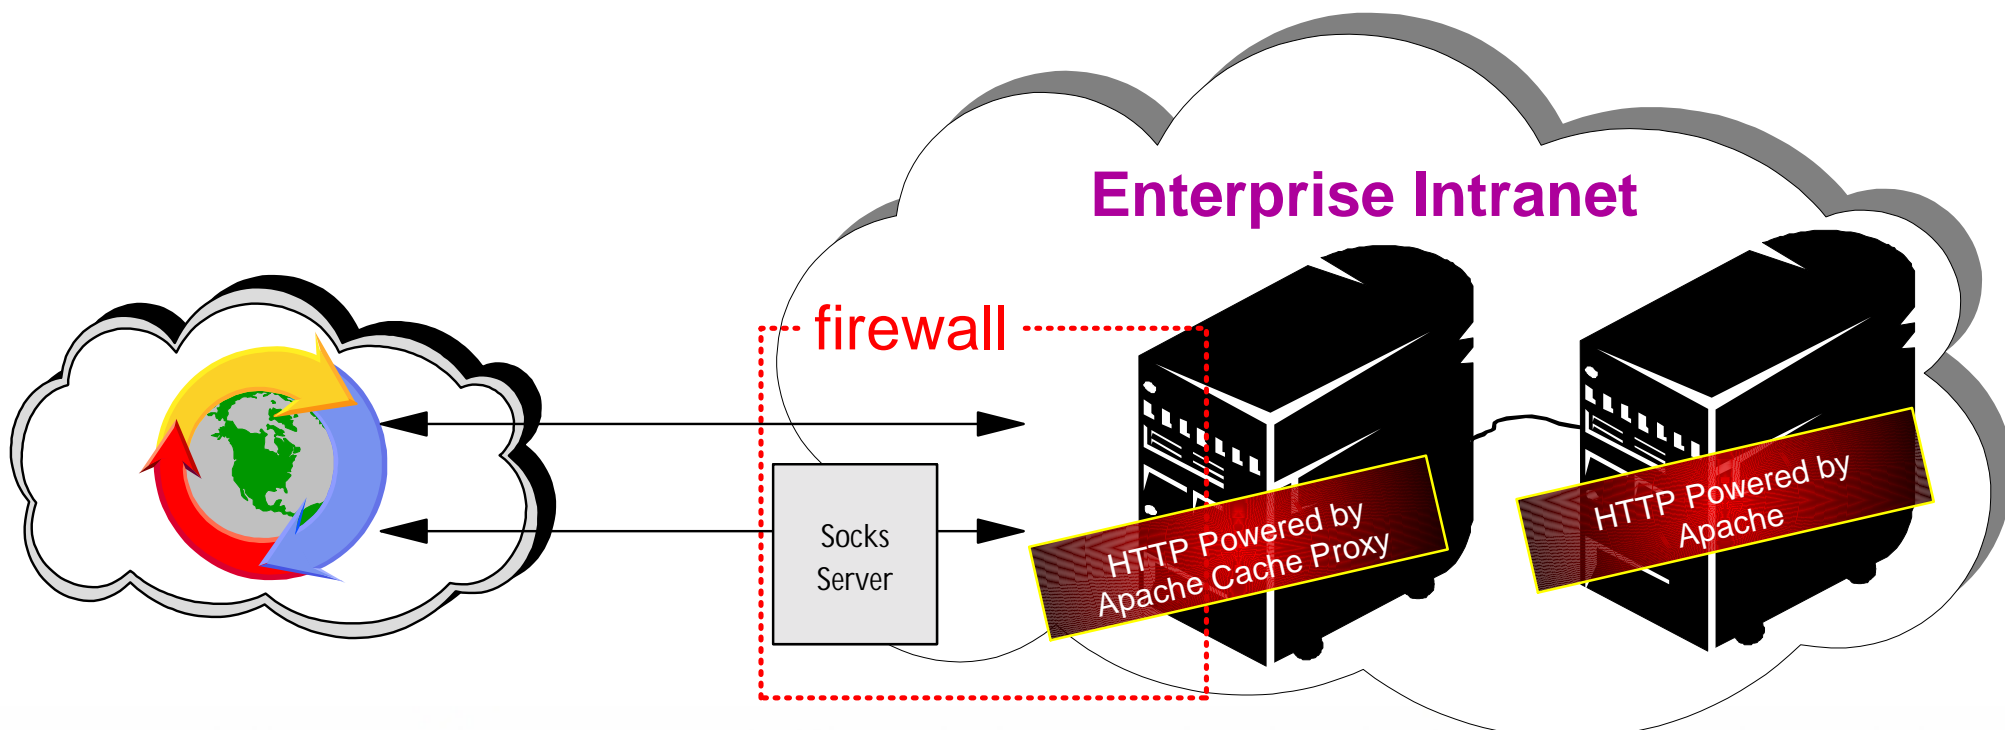 Enterprise Intranet
firewall
Socks
Server
HTTP Powered by
Apache Cache Proxy
HTTP Powered by
Apache